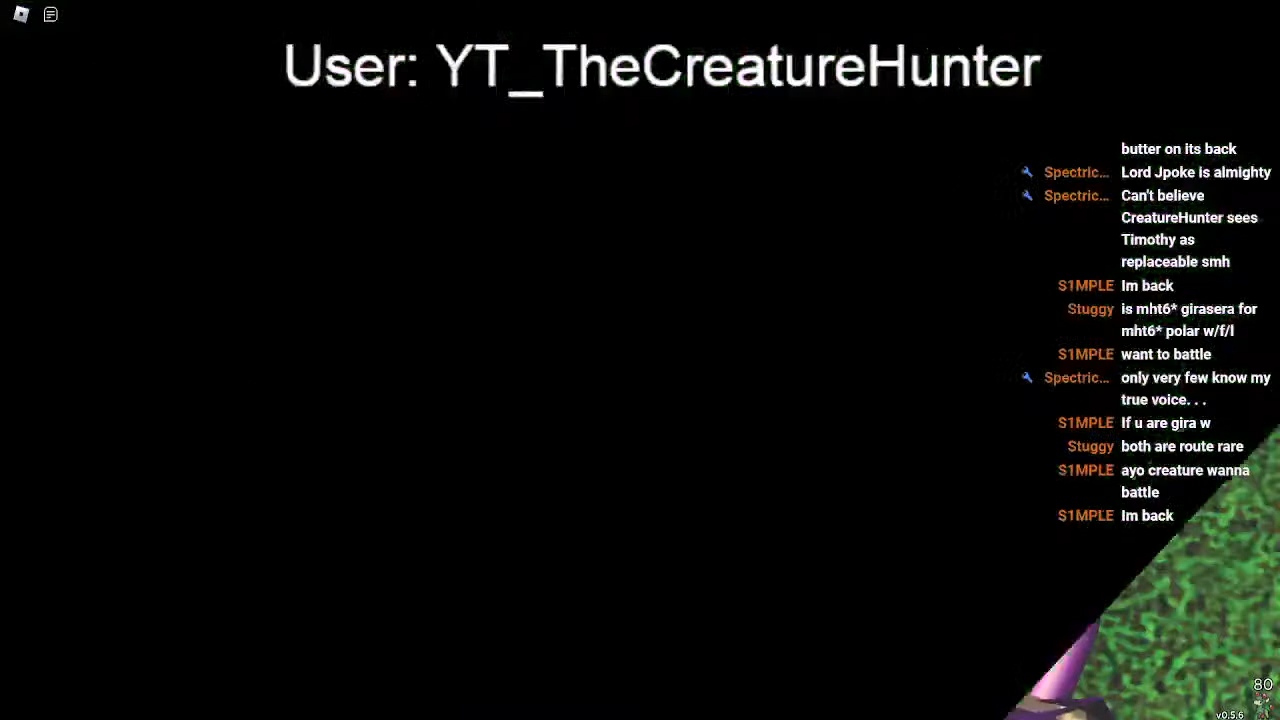 User: YT_TheCreatureHunter
butter on its back
Spectric... Lord Jpoke is almighty
Spectric... Can't believe
CreatureHunter sees
Timothy as
replaceable smh
S1MPLE Im back
Stuggy is mht6* girasera for
mht6* polar w/f/l
S1MPLE want to battle
Spectric... only very few know my
true voice. . .
S1MPLE If u are gira w
Stuggy both are route rare
S1MPLE ayo creature wanna
battle
S1MPLE Im back
80
v0.5.6